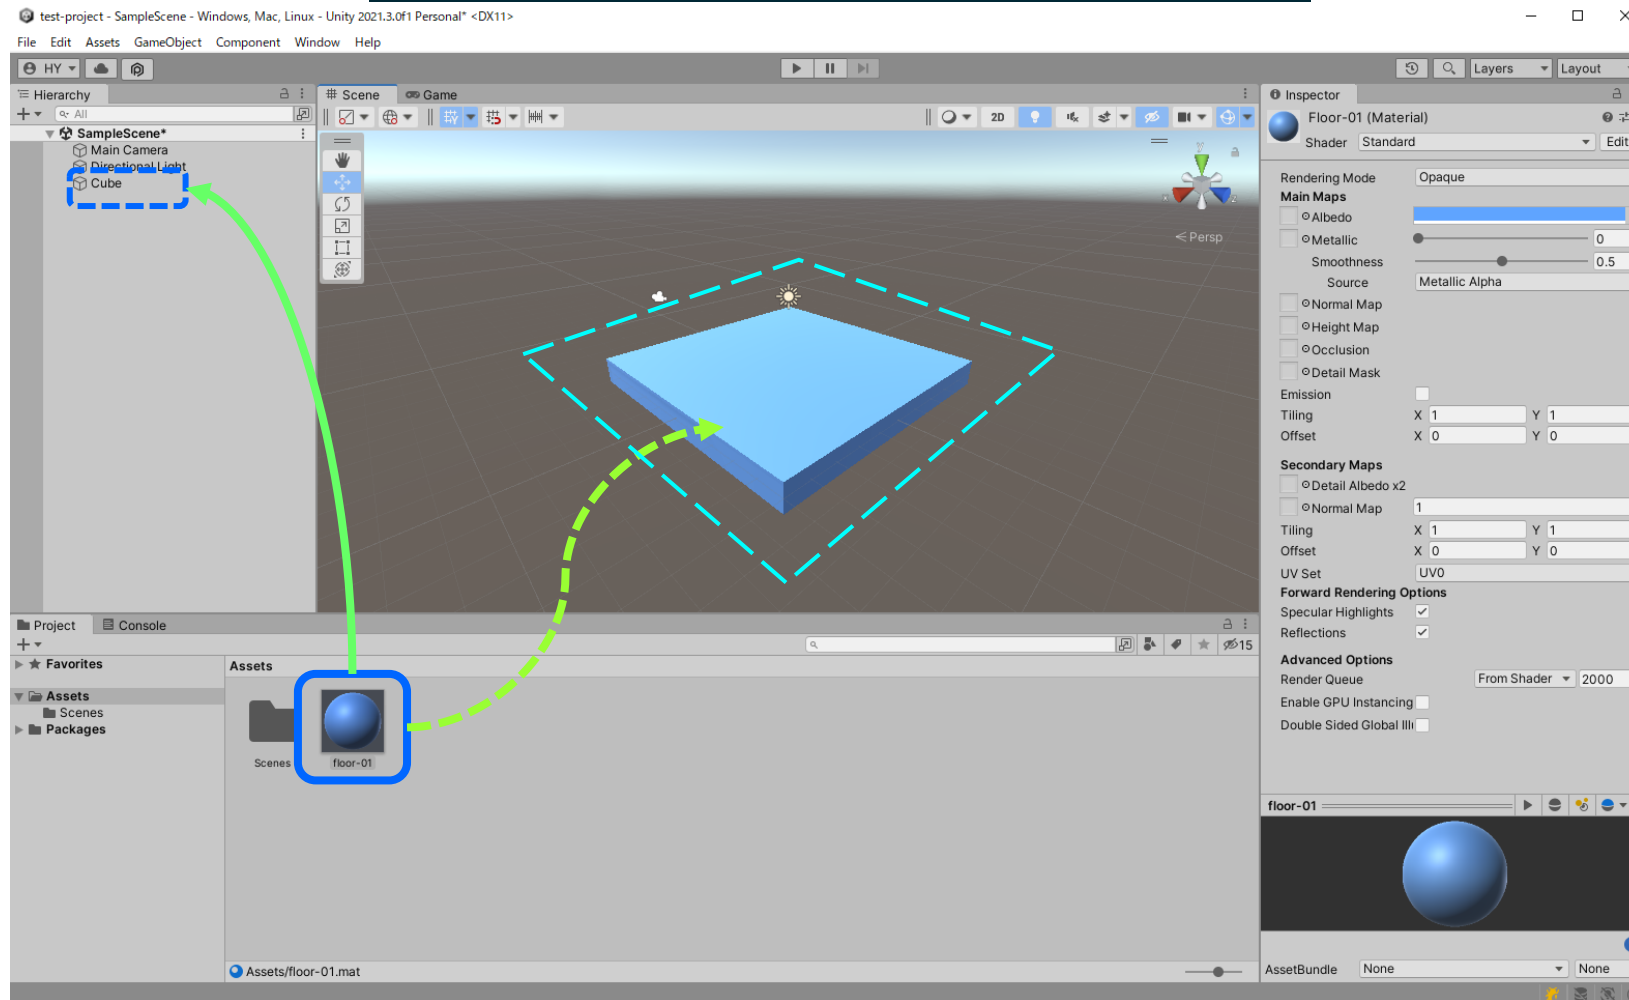 test-project - SampleScene - Windows, Mac, Linux - Unity 2021.3.0f1 Personal* <DX11>
File Edit Assets GameObject Component Window Help
HY
Layers Layout
Hierarchy
All
SampleScene*
Main Camera
Directional Light
Cube
Scene Game
2D
y
x
z
Persp
Inspector
Floor-01 (Material)
Shader Standard Edit
Rendering Mode Opaque
Main Maps
Albedo
Metallic 0
Smoothness 0.5
Source Metallic Alpha
Normal Map
Height Map
Occlusion
Detail Mask
Emission
Tiling X 1 Y 1
Offset X 0 Y 0
Secondary Maps
Detail Albedo x2
Normal Map 1
Tiling X 1 Y 1
Offset X 0 Y 0
UV Set UV0
Forward Rendering Options
Specular Highlights
Reflections
Advanced Options
Render Queue From Shader 2000
Enable GPU Instancing
Double Sided Global Illu
floor-01
AssetBundle None None
Project Console
15
Favorites
Assets
Scenes
Packages
Assets
Scenes
floor-01
Assets/floor-01.mat